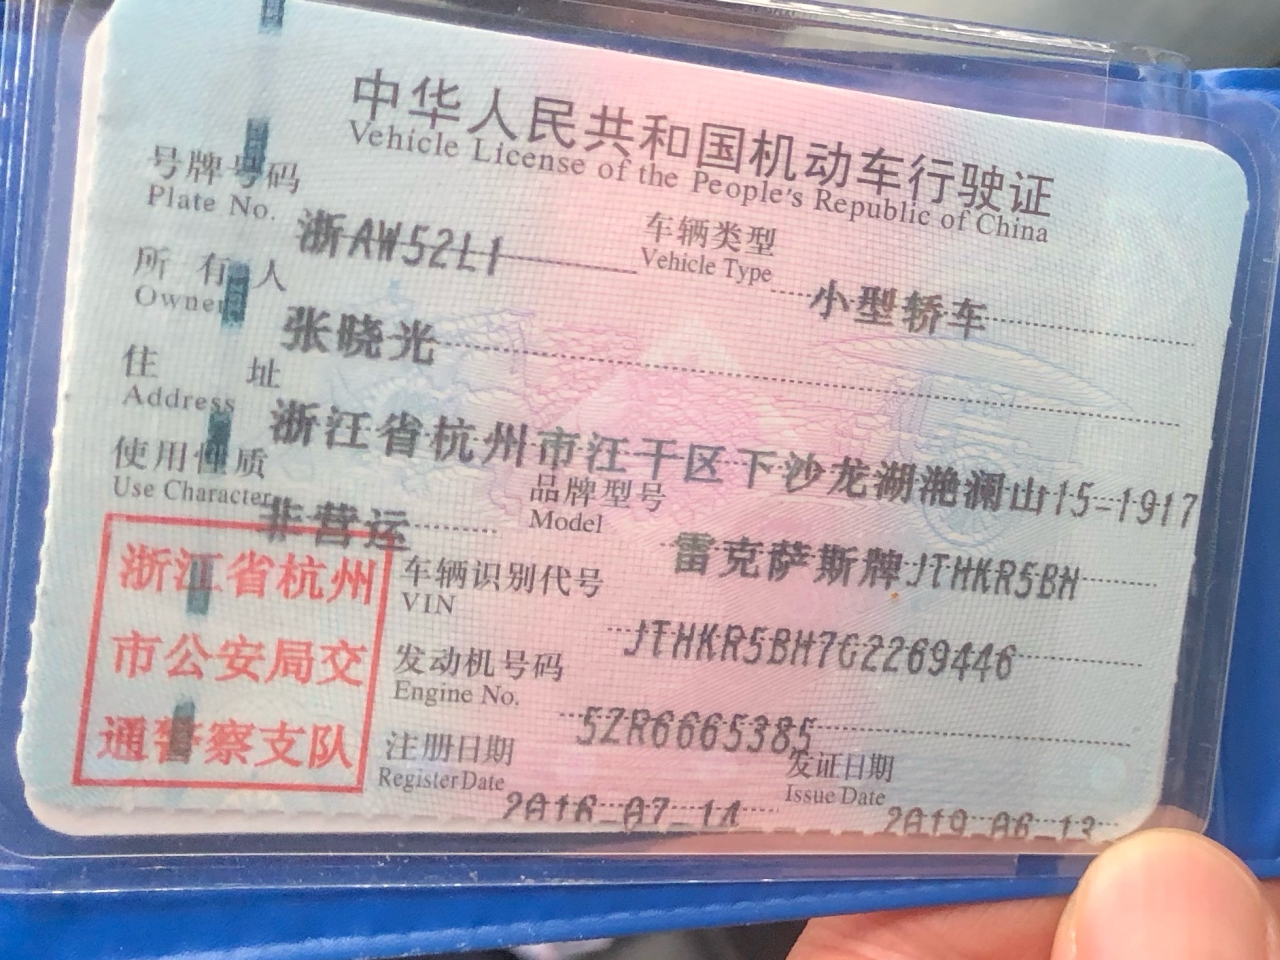 中华人民共和国机动车行驶证
Vehicle License of the People's Republic of China
号牌号码 浙AW52L1 车辆类型 小型轿车
Plate No. Vehicle Type
所有人 张晓光
Owner
住址 浙江省杭州市江干区下沙龙湖滟澜山15-1917
Address
使用性质 非营运 品牌型号 雷克萨斯牌JTHKR5BH
Use Character Model
浙江省杭州
市公安局交
通警察支队
车辆识别代号 JTHKR5BH7G2269446
VIN
发动机号码 5ZR6665385
Engine No.
注册日期 2016-07-14 发证日期 2019-06-13
Register Date Issue Date